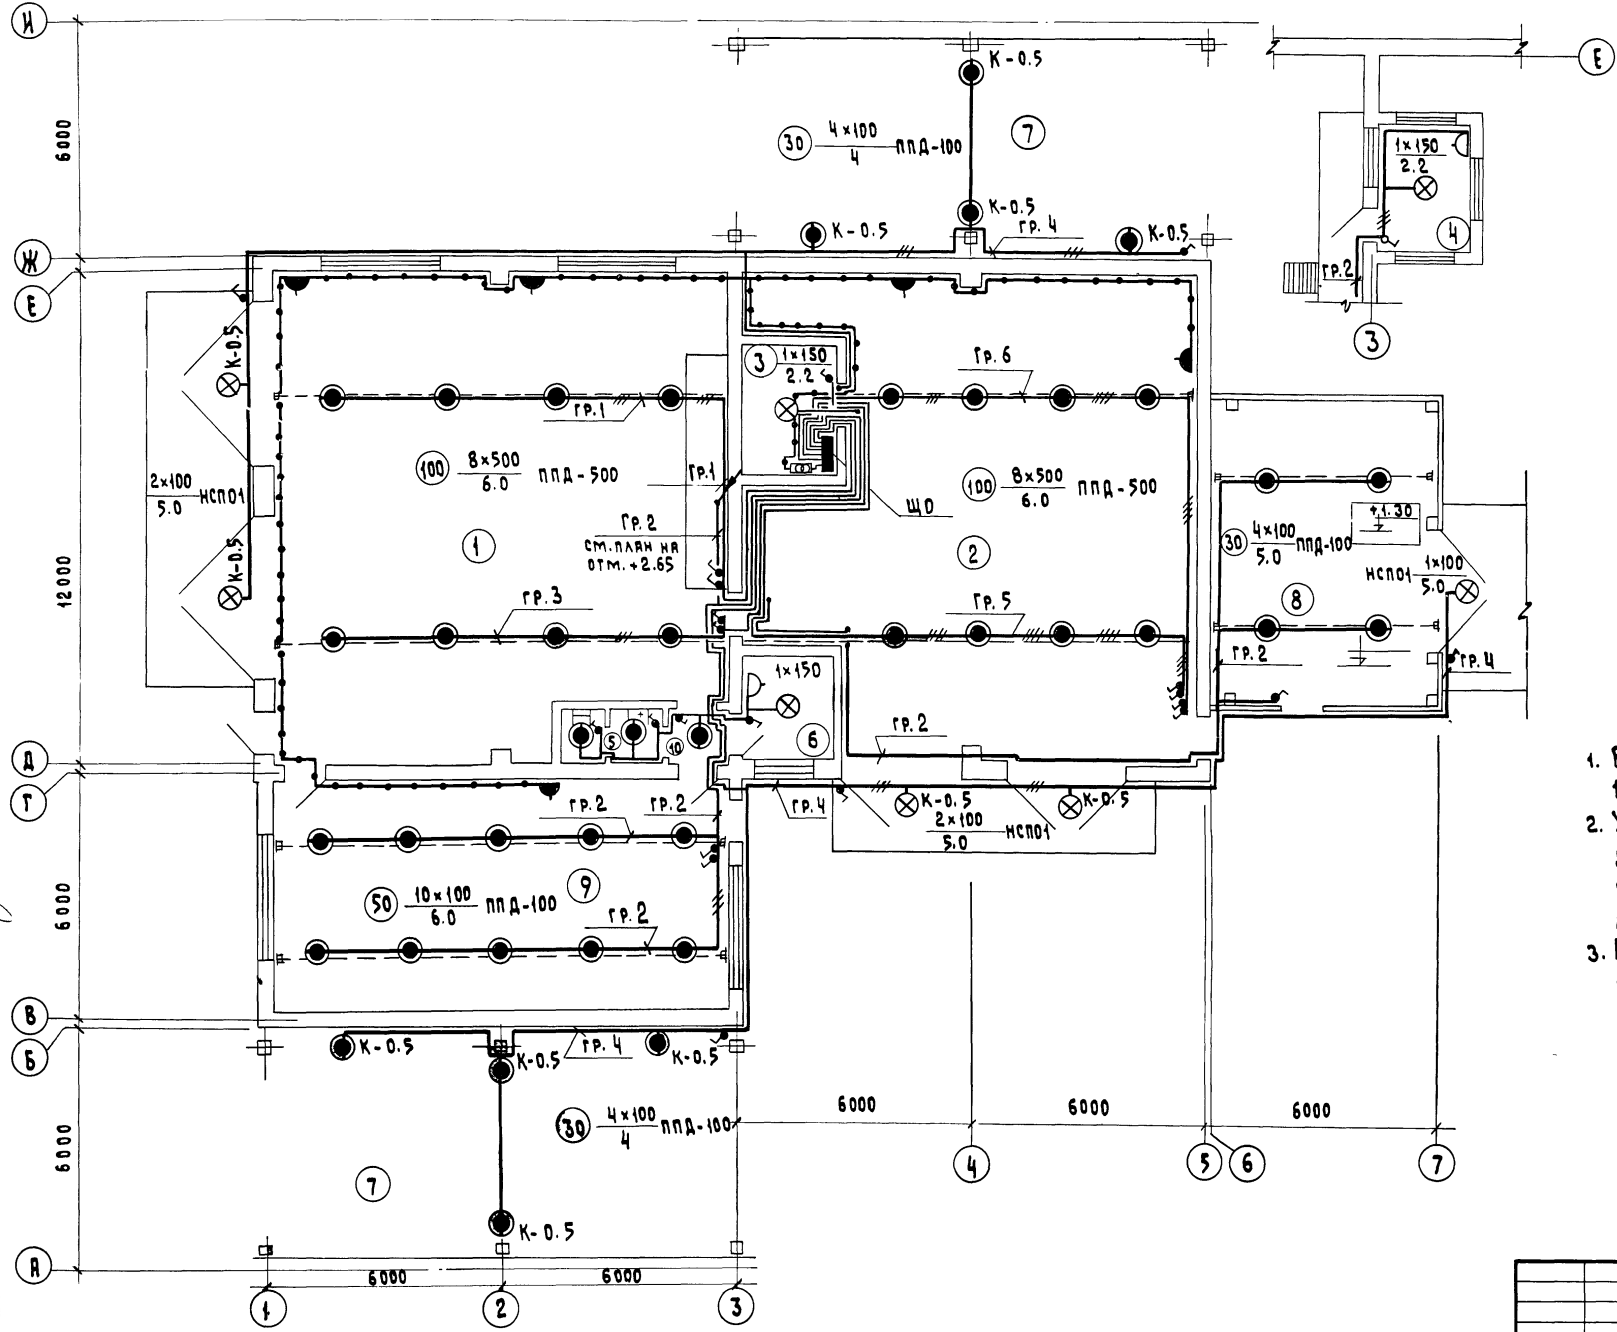 И
К-0.5
Е
6000
30 4×100 ППД-100
4
7
1×150
2.2
К-0.5
К-0.5
ГР.4
К-0.5
4
Ж
ГР.2
Е
3
К-0.5
3 1×150
2.2
ГР.6
ГР.1
100 8×500 ППД-500
6.0
ГР.1
100 8×500 ППД-500
6.0
2×100 НСП01
5.0
ЩО
+1.30
ГР.2
СМ.ПЛАН НА
ОТМ. +2.65
1
2
30 4×100 ППД-100
5.0
НСП01 1×100
5.0
К-0.5
12000
ГР.3
ГР.5
8
1×150
ГР.2
ГР.4
5
10
6
ГР.2
Д
Г
ГР.2
ГР.2
ГР.4
К-0.5
К-0.5
2×100 НСП01
5.0
1.
2.
3.
6000
9
50 10×100 ППД-100
6.0
ГР.2
В
Б
К-0.5
К-0.5
ГР.4
К-0.5
6000
30 4×100 ППД-100
4
6000
6000
6000
4
5
6
7
7
К-0.5
А
6000
6000
1
2
3